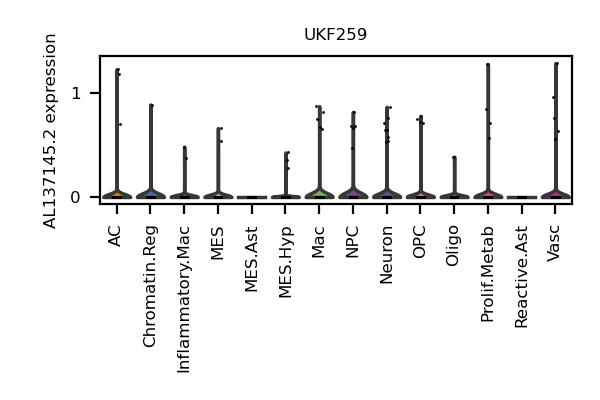 UKF259
AL137145.2 expression
1
0
AC
Chromatin.Reg
Inflammatory.Mac
MES
MES.Ast
MES.Hyp
Mac
NPC
Neuron
OPC
Oligo
Prolif.Metab
Reactive.Ast
Vasc